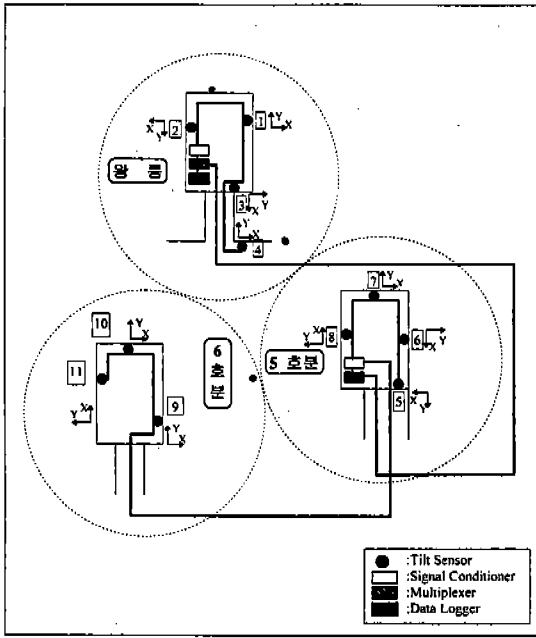 Y
X
1
X
Y
2
왕 릉
Y
X
3
Y
X
4
7
Y
X
8
X
Y
6
Y
X
5 호분
5
X
Y
6
호
분
10
Y
X
11
X
Y
9
Y
X
:Tilt Sensor
:Signal Conditioner
:Multiplexer
:Data Logger